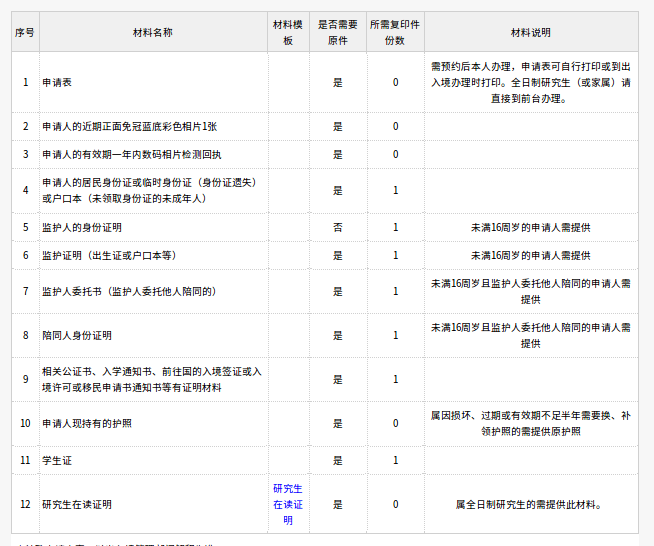 序号 材料名称 材料模板 是否需要原件 所需复印件份数 材料说明
1 申请表 是 0 需预约后本人办理，申请表可自行打印或到出入境办理时打印。全日制研究生（或家属）请直接到前台办理。
2 申请人的近期正面免冠蓝底彩色相片1张 是 0
3 申请人的有效期一年内数码相片检测回执 是 0
4 申请人的居民身份证或临时身份证（身份证遗失）或户口本（未领取身份证的未成年人） 是 1
5 监护人的身份证明 否 1 未满16周岁的申请人需提供
6 监护证明（出生证或户口本等） 是 1 未满16周岁的申请人需提供
7 监护人委托书（监护人委托他人陪同的） 是 1 未满16周岁且监护人委托他人陪同的申请人需提供
8 陪同人身份证明 是 1 未满16周岁且监护人委托他人陪同的申请人需提供
9 相关公证书、入学通知书、前往国的入境签证或入境许可或移民申请书通知书等有证明材料 是 1
10 申请人现持有的护照 是 0 属因损坏、过期或有效期不足半年需要换、补领护照的需提供原护照
11 学生证 是 1
12 研究生在读证明 研究生在读证明 是 0 属全日制研究生的需提供此材料。